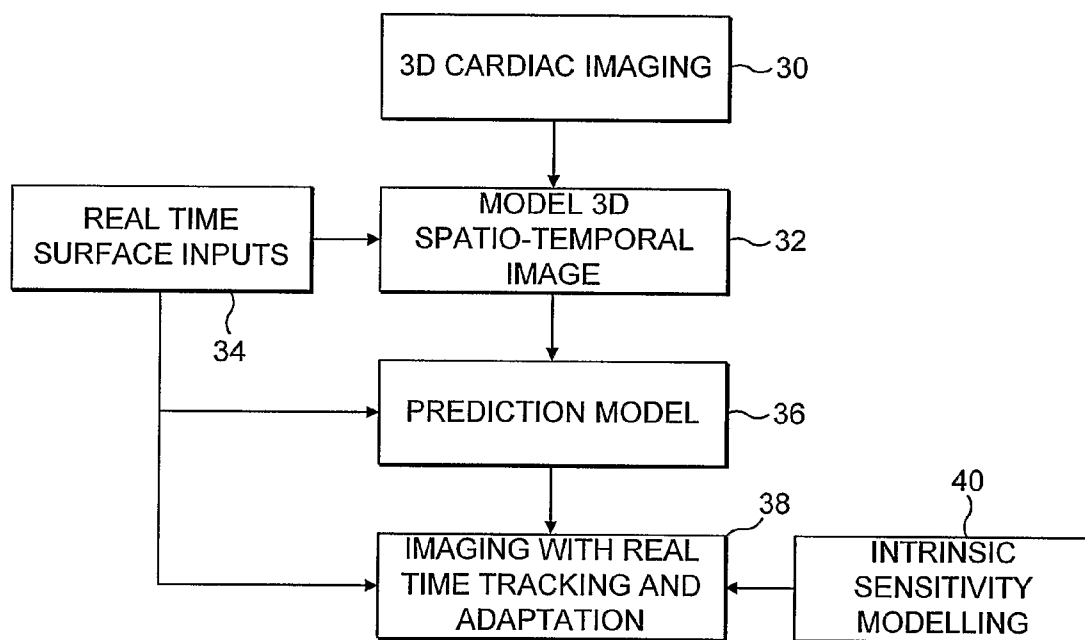 3D CARDIAC IMAGING
30
REAL TIME
SURFACE INPUTS
34
MODEL 3D
SPATIO-TEMPORAL
IMAGE
32
PREDICTION MODEL
36
38
IMAGING WITH REAL
TIME TRACKING AND
ADAPTATION
40
INTRINSIC
SENSITIVITY
MODELLING